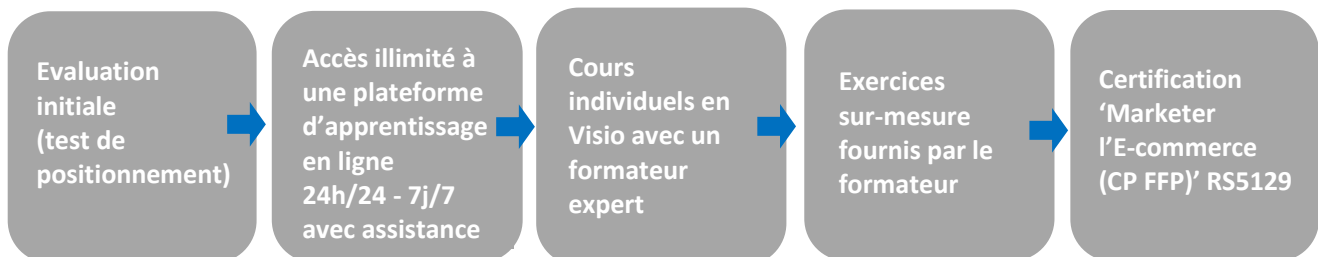 Evaluation
initiale
(test de
positionnement)
Accès illimité à
une plateforme
d’apprentissage
en ligne
24h/24 - 7j/7
avec assistance
Cours
individuels en
Visio avec un
formateur
expert
Exercices
sur-mesure
fournis par le
formateur
Certification
‘Marketer
l’E-commerce
(CP FFP)’ RS5129